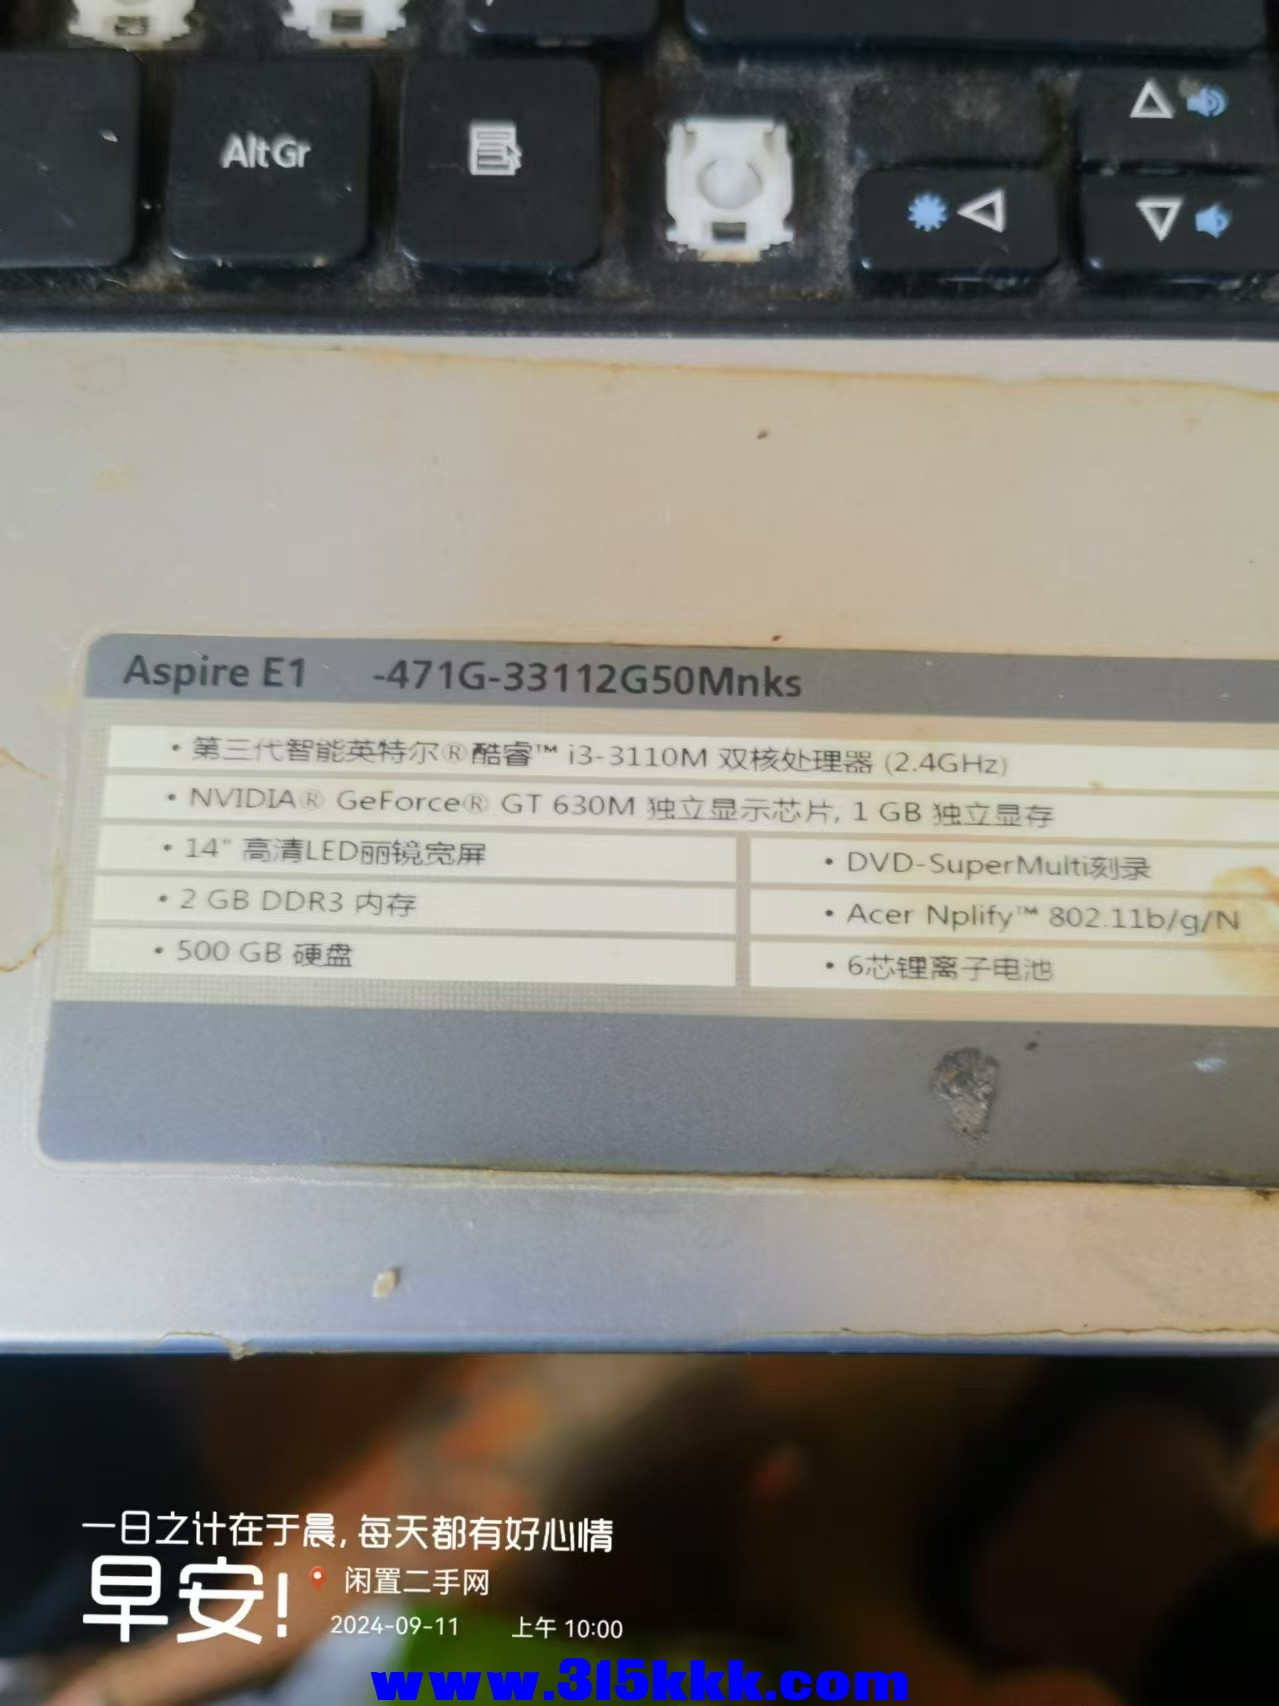 AltGr
Aspire E1 -471G-33112G50Mnks
• 第三代智能英特尔®酷睿™ i3-3110M 双核处理器 (2.4GHz)
• NVIDIA® GeForce® GT 630M 独立显示芯片, 1 GB 独立显存
• 14" 高清LED丽镜宽屏
• DVD-SuperMulti刻录
• 2 GB DDR3 内存
• Acer Nplify™ 802.11b/g/N
• 500 GB 硬盘
• 6芯锂离子电池
一日之计在于晨,每天都有好心情
早安!
闲置二手网
2024-09-11 上午 10:00
www.315kkk.com